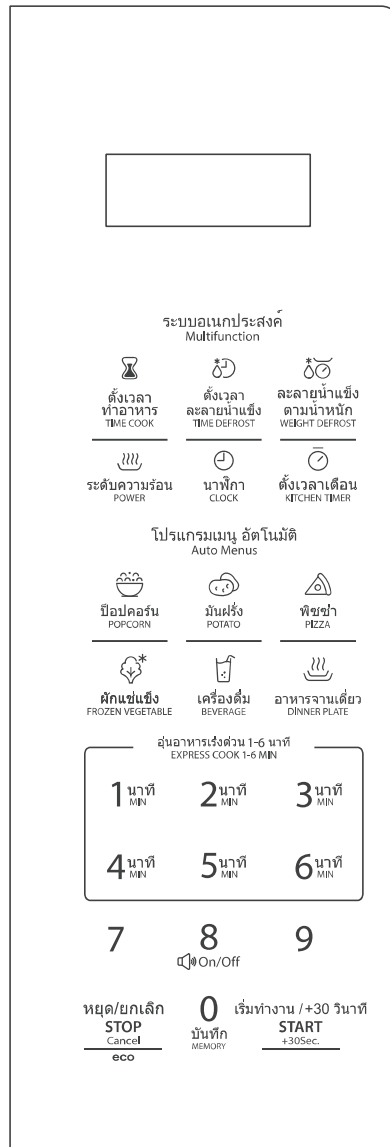 ระบบอเนกประสงค์
Multifunction
ตั้งเวลา
ทำอาหาร
TIME COOK
ตั้งเวลา
ละลายน้ำแข็ง
TIME DEFROST
ละลายน้ำแข็ง
ตามน้ำหนัก
WEIGHT DEFROST
ระดับความร้อน
POWER
นาฬิกา
CLOCK
ตั้งเวลาเตือน
KITCHEN TIMER
โปรแกรมเมนู อัตโนมัติ
Auto Menus
ป๊อปคอร์น
POPCORN
มันฝรั่ง
POTATO
พิซซ่า
PIZZA
ผักแช่แข็ง
FROZEN VEGETABLE
เครื่องดื่ม
BEVERAGE
อาหารจานเดี่ยว
DINNER PLATE
อุ่นอาหารเร่งด่วน 1-6 นาที
EXPRESS COOK 1-6 MIN
1 นาที MIN
2 นาที MIN
3 นาที MIN
4 นาที MIN
5 นาที MIN
6 นาที MIN
7 8 9
On/Off
หยุด/ยกเลิก
STOP
Cancel
eco
0
บันทึก
MEMORY
เริ่มทำงาน /+30 วินาที
START
+30Sec.